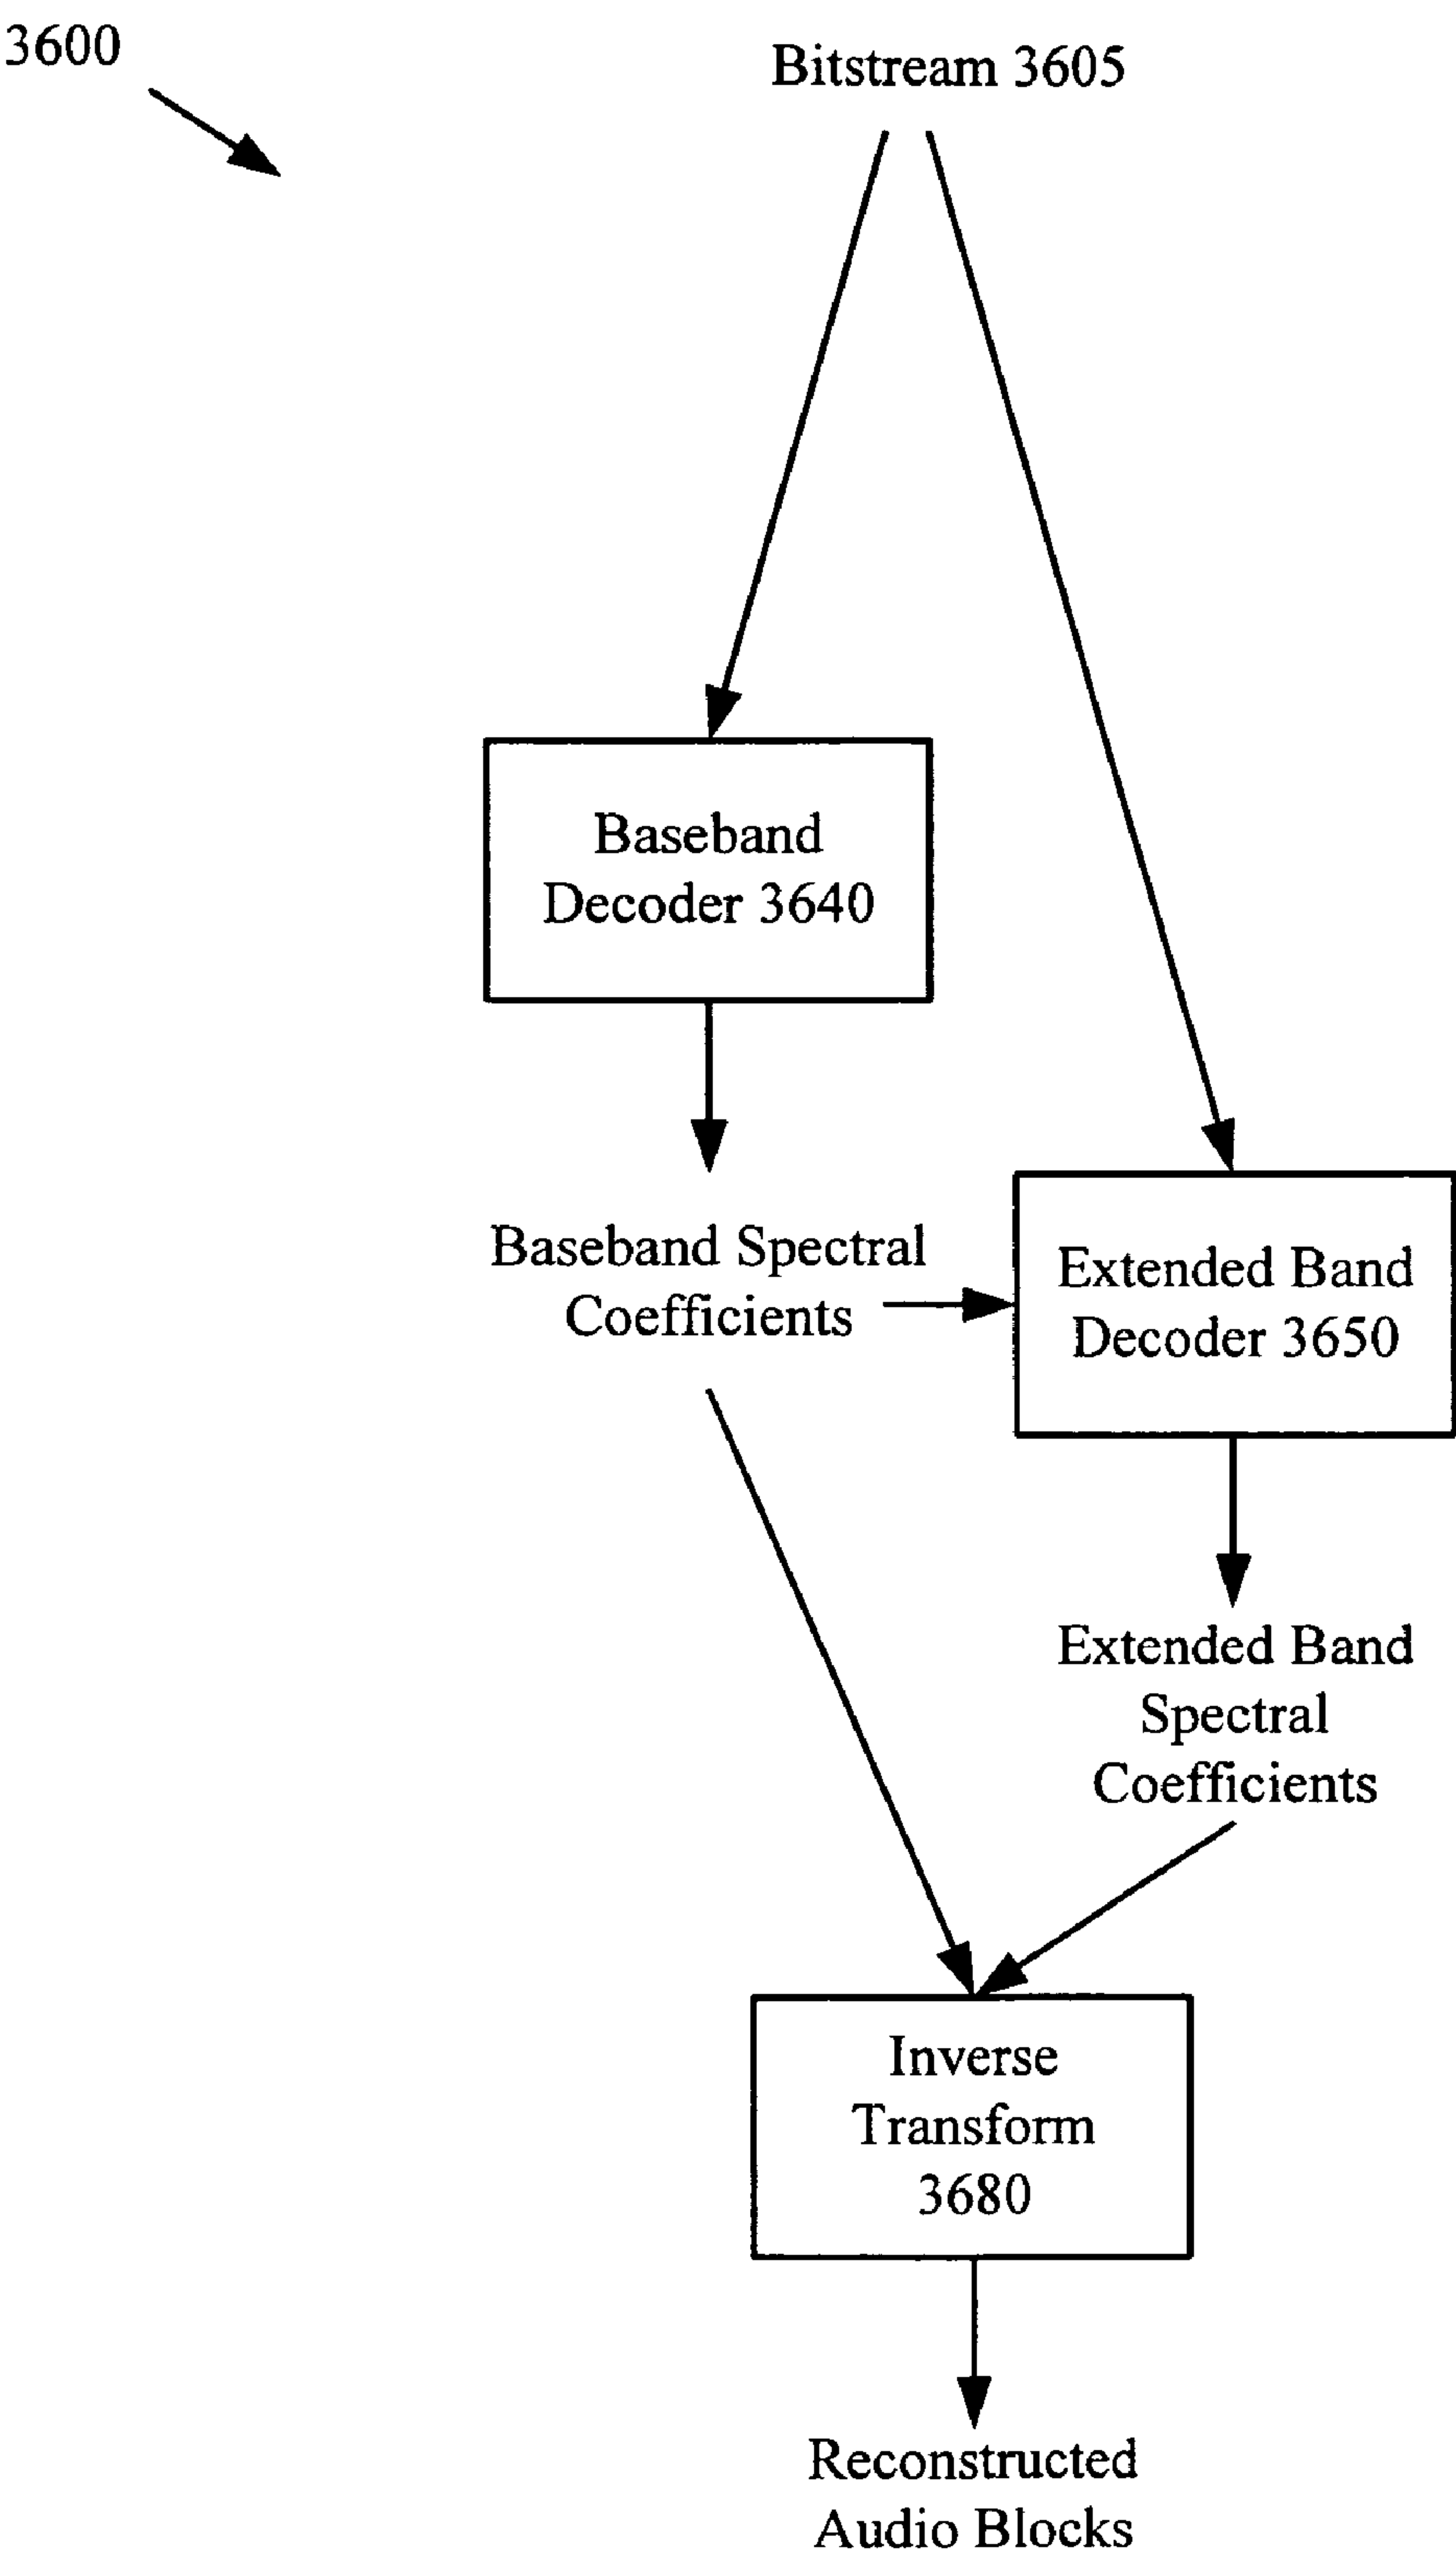 3600
Bitstream 3605
Baseband
Decoder 3640
Baseband Spectral
Coefficients
Extended Band
Decoder 3650
Extended Band
Spectral
Coefficients
Inverse
Transform
3680
Reconstructed
Audio Blocks